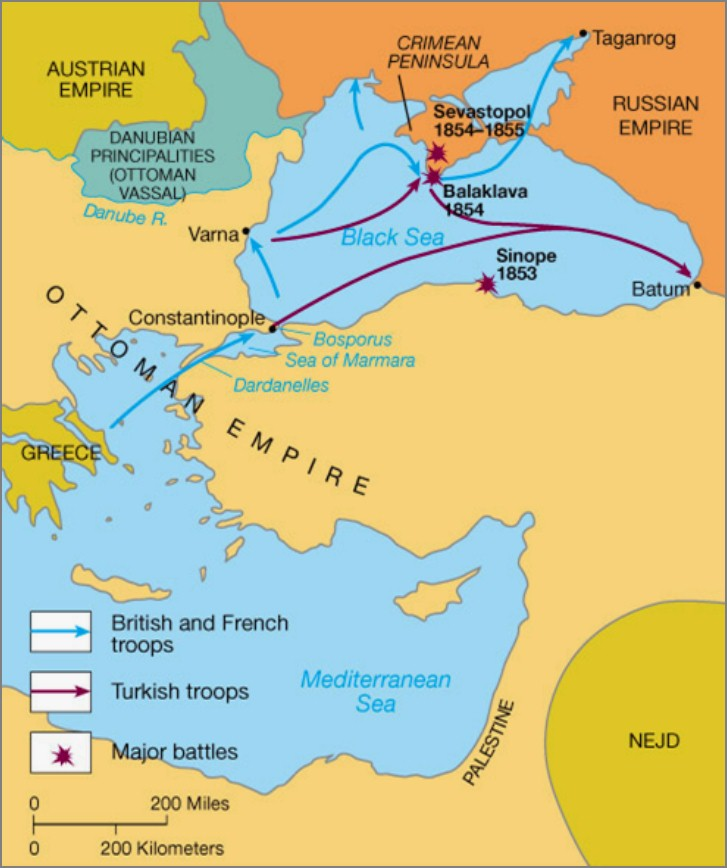 Taganrog
CRIMEAN
PENINSULA
AUSTRIAN
EMPIRE
RUSSIAN
EMPIRE
Sevastopol
1854–1855
DANUBIAN
PRINCIPALITIES
(OTTOMAN
VASSAL)
Danube R.
Balaklava
1854
Varna
Black Sea
Sinope
1853
Batum
Constantinople
Bosporus
Sea of Marmara
Dardanelles
OTTOMAN EMPIRE
GREECE
British and French
troops
Turkish troops
Major battles
Mediterranean
Sea
PALESTINE
NEJD
0 200 Miles
0 200 Kilometers